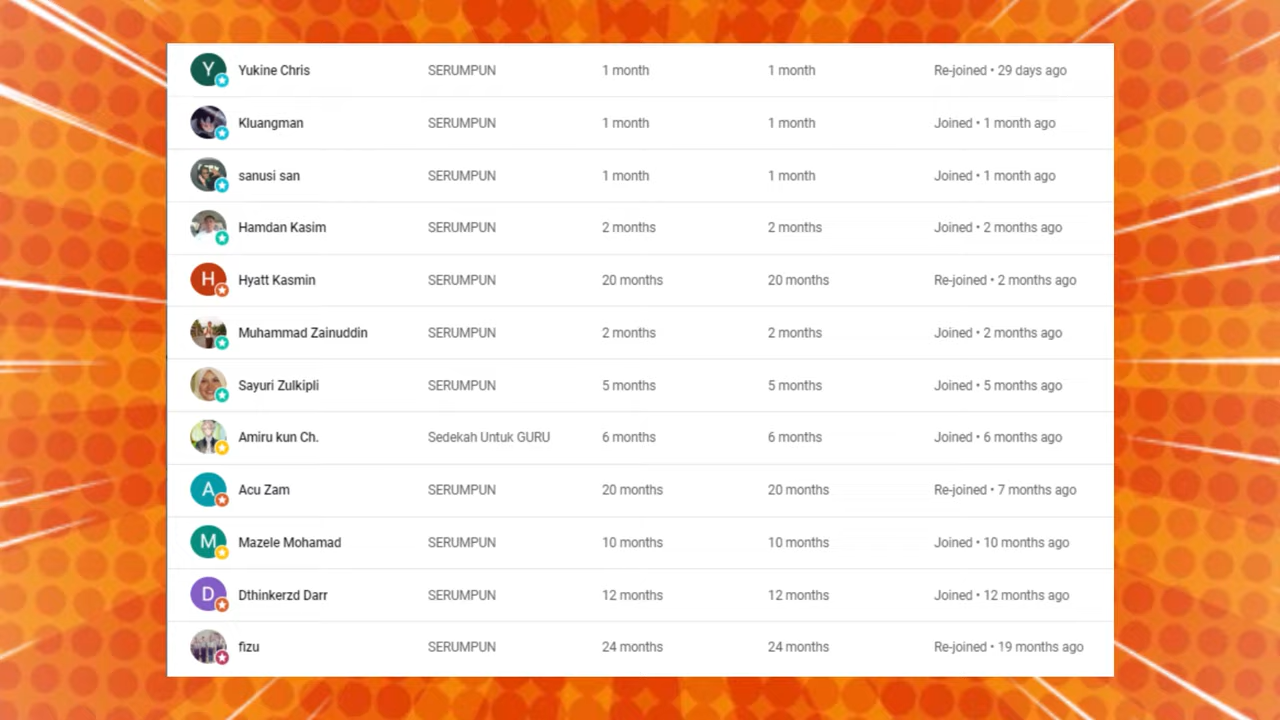 Y Yukine Chris SERUMPUN 1 month 1 month Re-joined • 29 days ago
Kluangman SERUMPUN 1 month 1 month Joined • 1 month ago
sanusi san SERUMPUN 1 month 1 month Joined • 1 month ago
Hamdan Kasim SERUMPUN 2 months 2 months Joined • 2 months ago
H Hyatt Kasmin SERUMPUN 20 months 20 months Re-joined • 2 months ago
Muhammad Zainuddin SERUMPUN 2 months 2 months Joined • 2 months ago
Sayuri Zulkipli SERUMPUN 5 months 5 months Joined • 5 months ago
Amiru kun Ch. Sedekah Untuk GURU 6 months 6 months Joined • 6 months ago
A Acu Zam SERUMPUN 20 months 20 months Re-joined • 7 months ago
M Mazele Mohamad SERUMPUN 10 months 10 months Joined • 10 months ago
D Dthinkerzd Darr SERUMPUN 12 months 12 months Joined • 12 months ago
fizu SERUMPUN 24 months 24 months Re-joined • 19 months ago